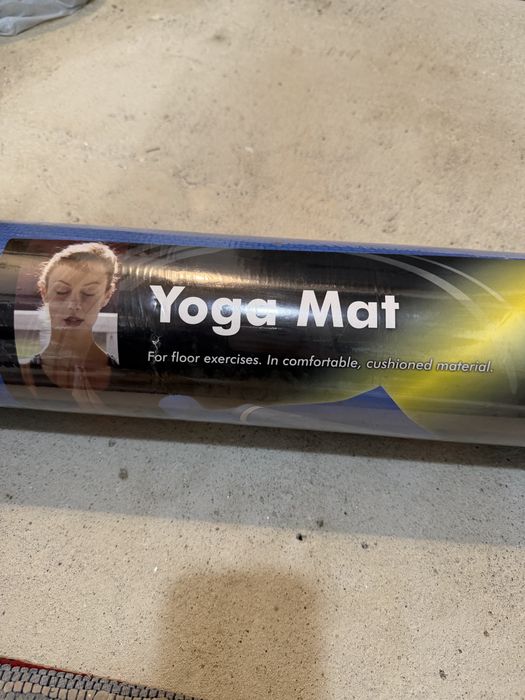 Yoga Mat
For floor exercises. In comfortable, cushioned material.